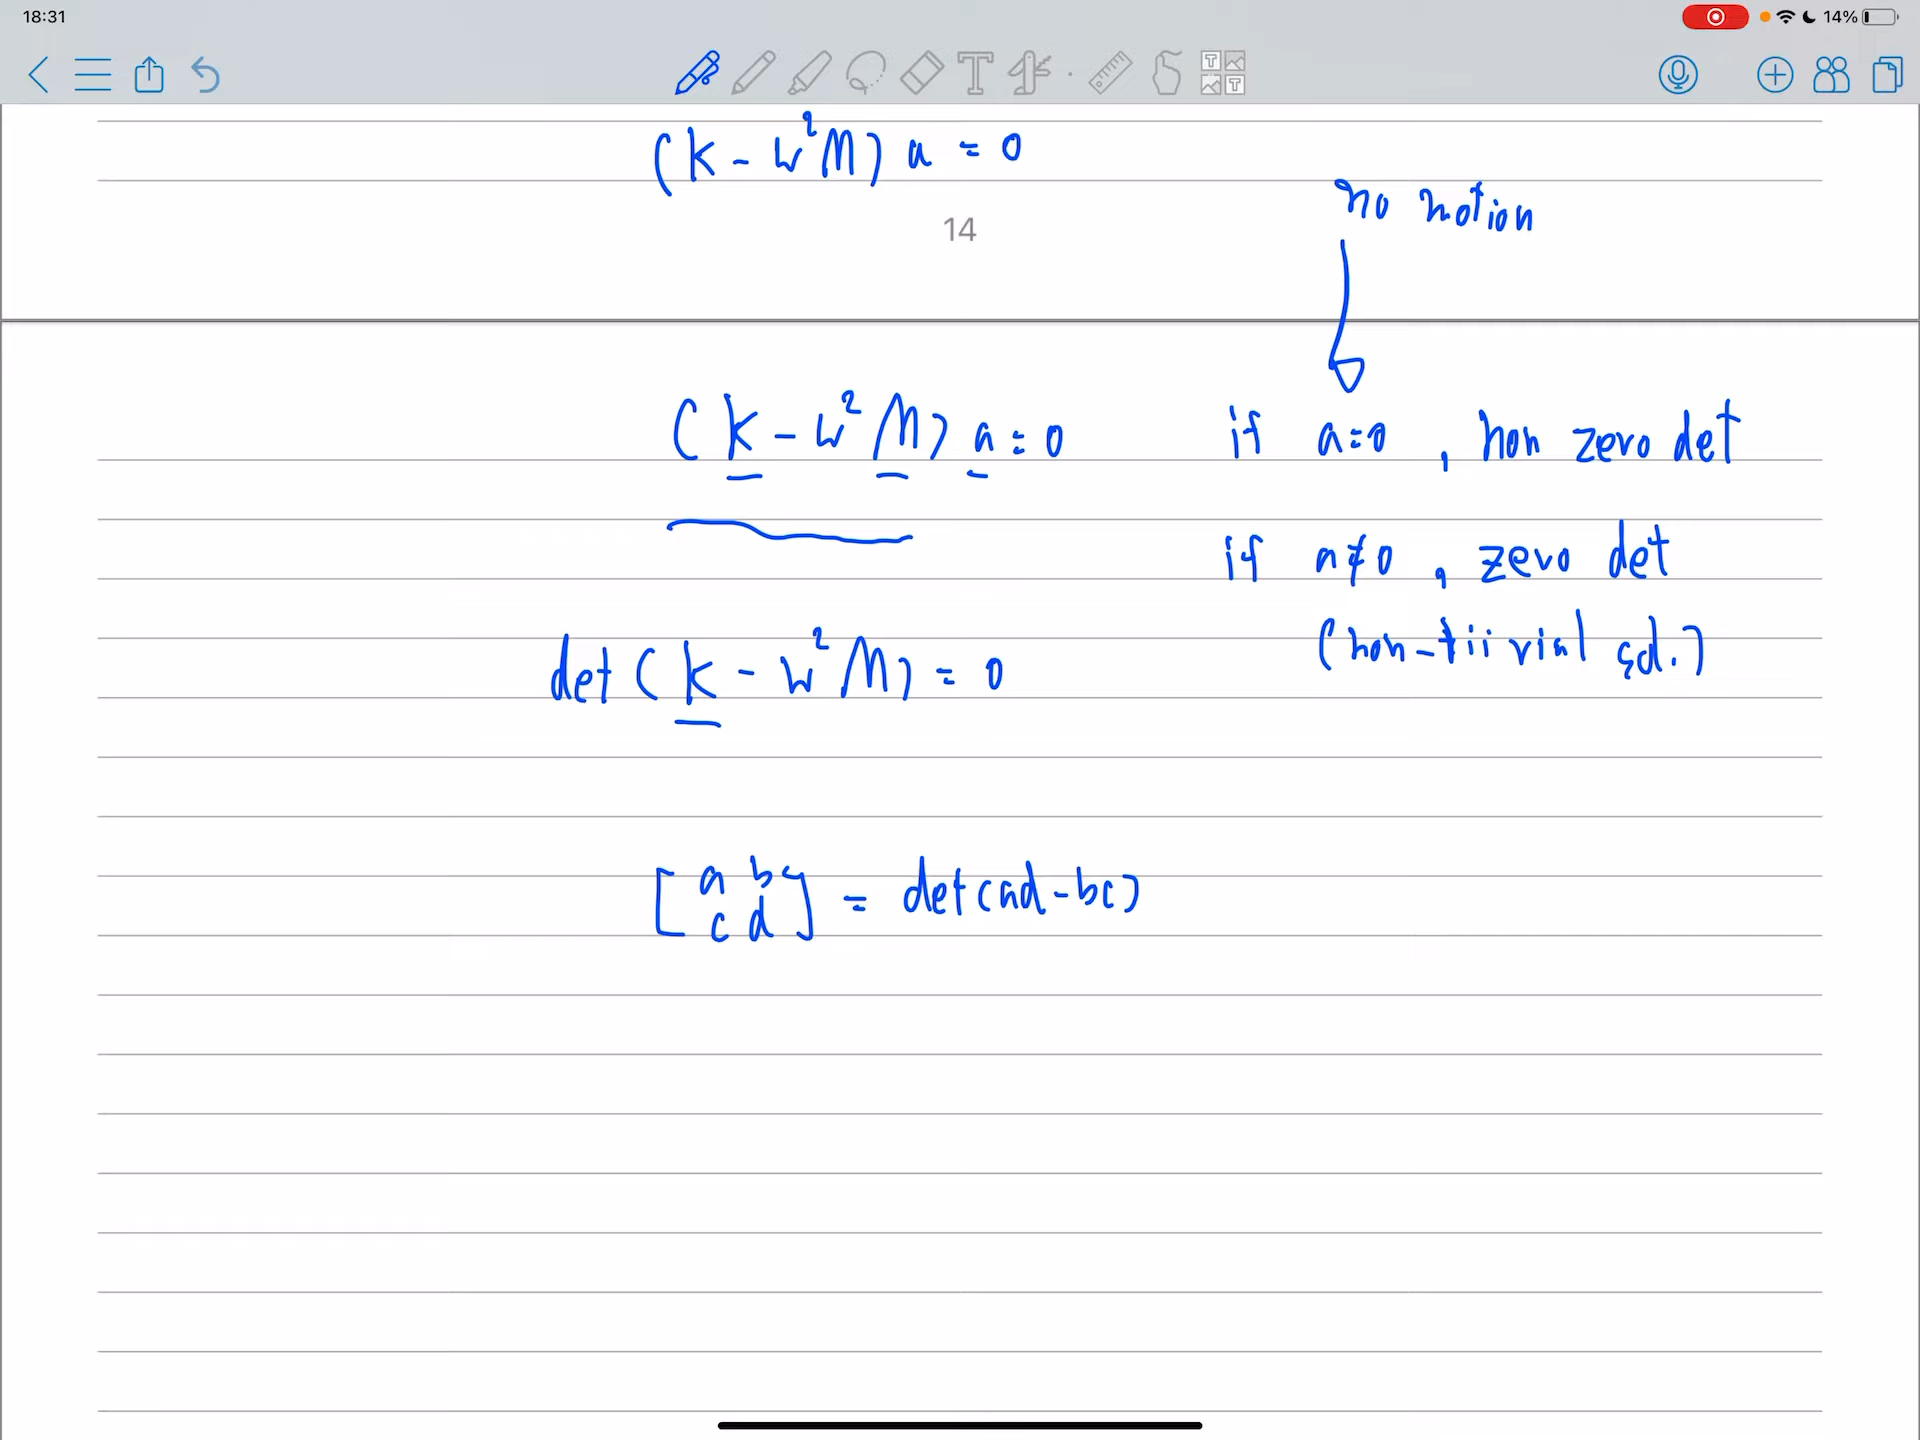 18:31
14%
(k - w²M) a = 0
no motion
14
(k - w²M) a = 0 if a=0 , non zero det
if a≠0 , zero det
(non-tiivial sol.)
det (k - w²M) = 0
[a b
c d] = det(ad-bc)